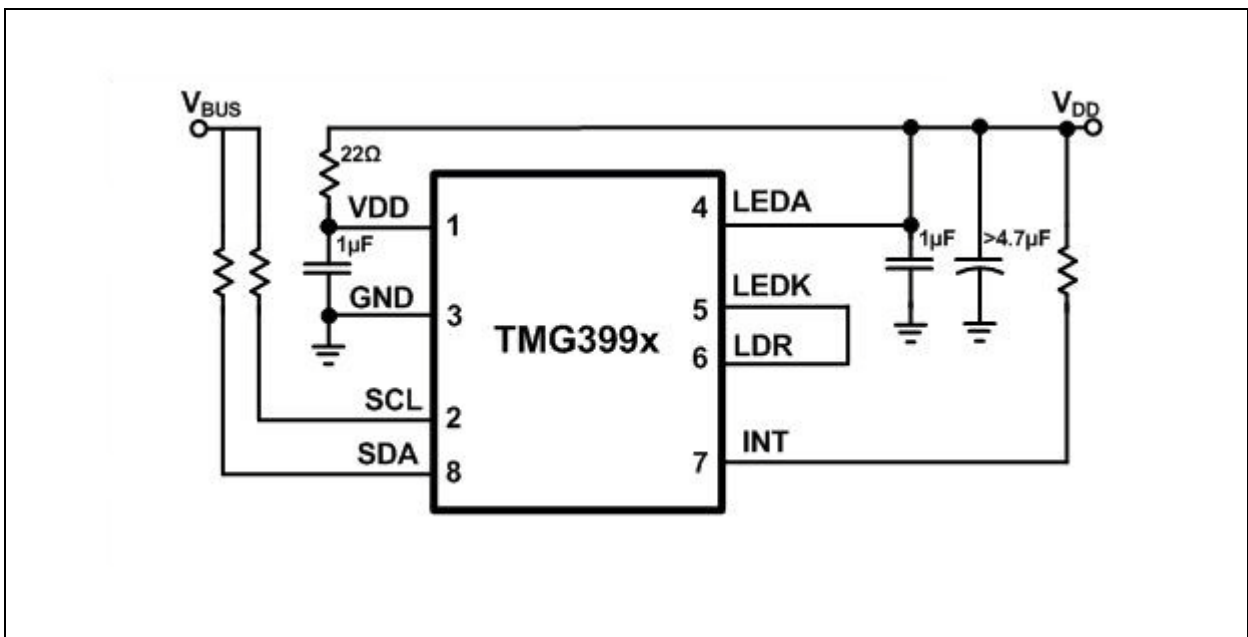 VBUS
VDD
22Ω
VDD
1
4
LEDA
1µF
1µF
>4.7µF
GND
3
LEDK
5
TMG399x
6
LDR
SCL
2
INT
7
SDA
8